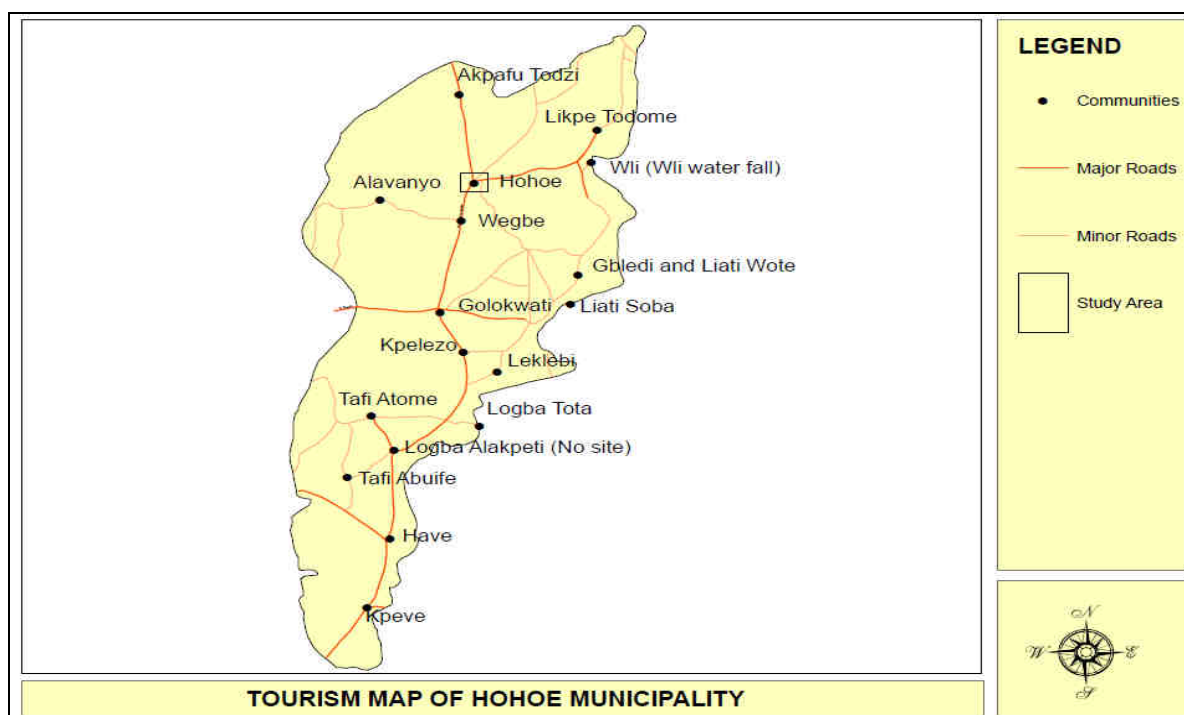 Akpafu Todzi
Likpe Todome
Wli (Wli water fall)
Hohoe
Alavanyo
Wegbe
Gbledi and Liati Wote
Golokwati
Liati Soba
Kpelezo
Leklebi
Tafi Atome
Logba Tota
Logba Alakpeti (No site)
Tafi Abuife
Have
Kpeve
TOURISM MAP OF HOHOE MUNICIPALITY
LEGEND
Communities
Major Roads
Minor Roads
Study Area
N
W
E
S